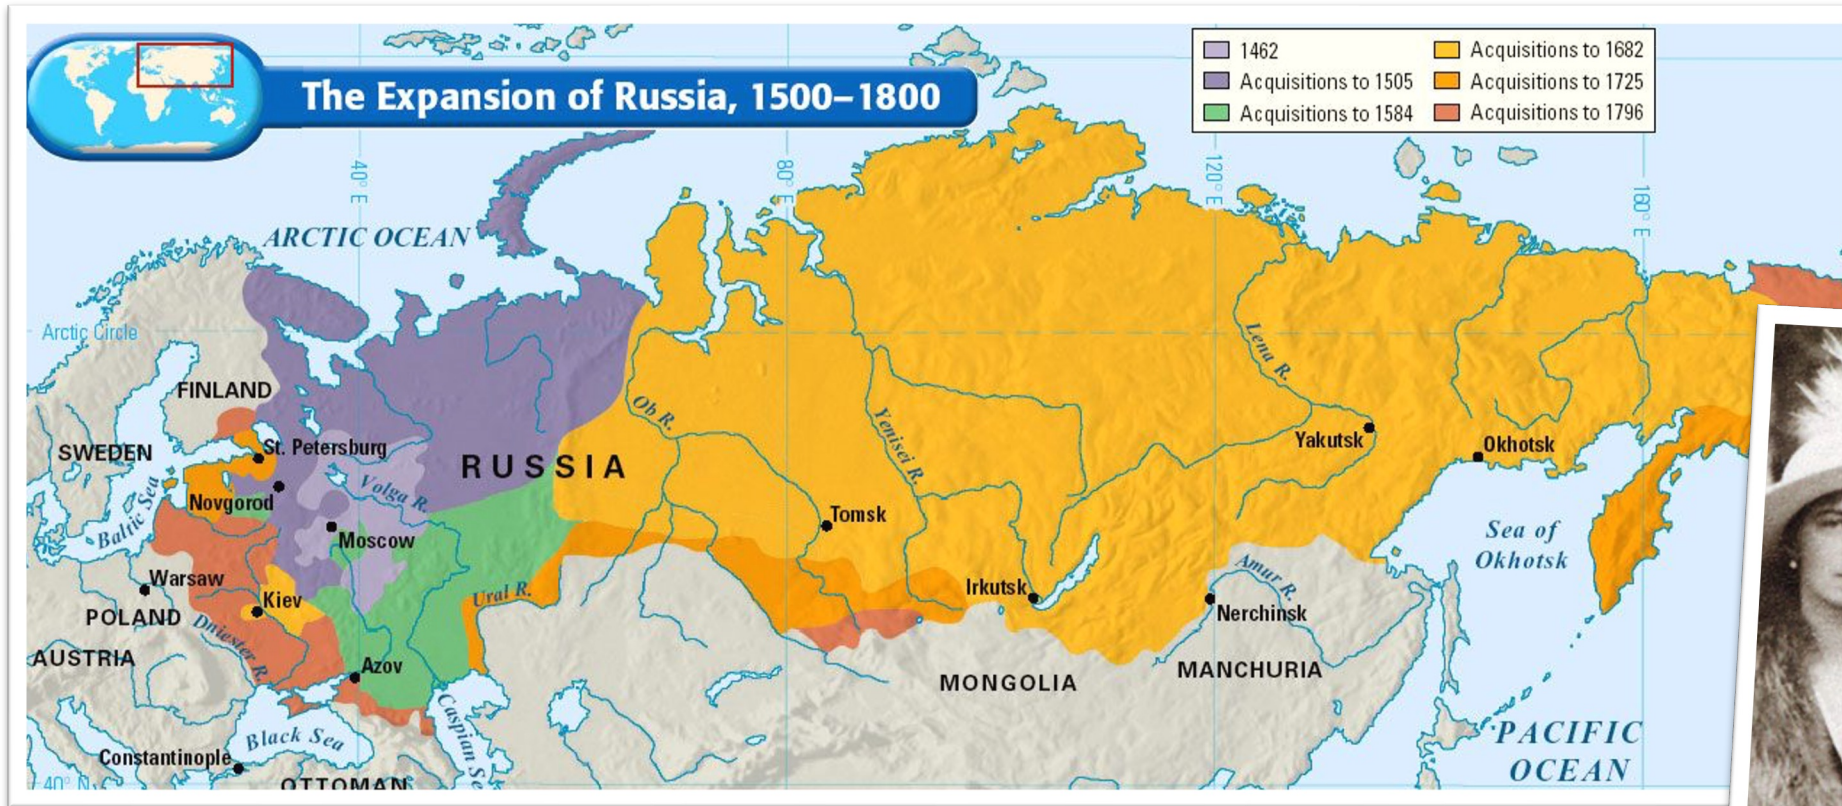 The Expansion of Russia, 1500–1800
1462
Acquisitions to 1505
Acquisitions to 1584
Acquisitions to 1682
Acquisitions to 1725
Acquisitions to 1796
40° E
80° E
120° E
160° E
ARCTIC OCEAN
Arctic Circle
FINLAND
SWEDEN
St. Petersburg
RUSSIA
Ob R.
Yenisei R.
Lena R.
Yakutsk
Okhotsk
Baltic Sea
Novgorod
Volga R.
Moscow
Tomsk
Sea of
Okhotsk
Warsaw
POLAND
Kiev
Ural R.
Irkutsk
Amur R.
Nerchinsk
Dniester R.
AUSTRIA
Azov
MONGOLIA
MANCHURIA
Caspian Se
Black Sea
Constantinople
PACIFIC
OCEAN
40° N
OTTOMAN